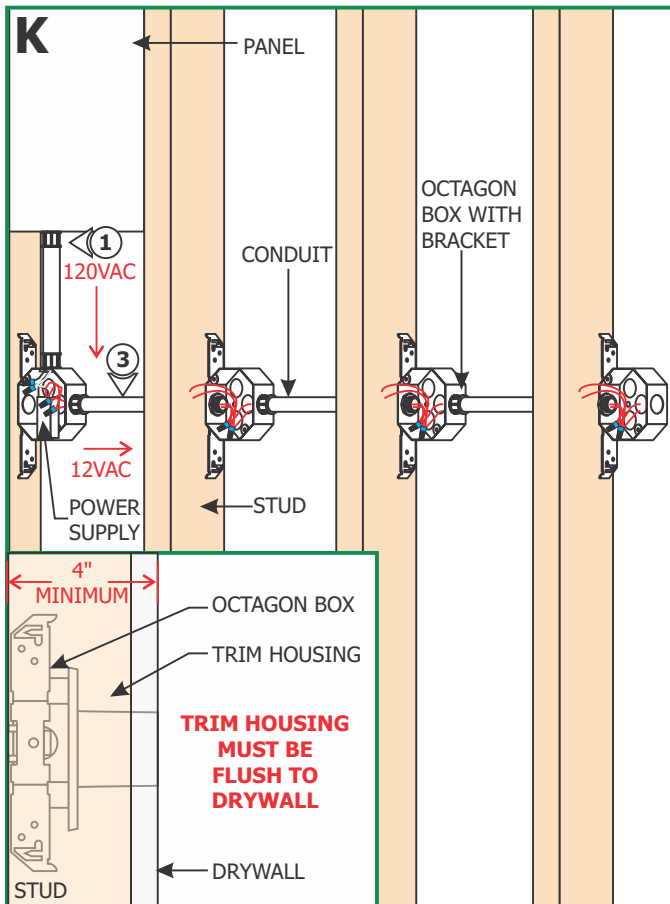 K
PANEL
OCTAGON
BOX WITH
BRACKET
1
CONDUIT
120VAC
3
12VAC
POWER
SUPPLY
STUD
4"
MINIMUM
OCTAGON BOX
TRIM HOUSING
TRIM HOUSING
MUST BE
FLUSH TO
DRYWALL
DRYWALL
STUD